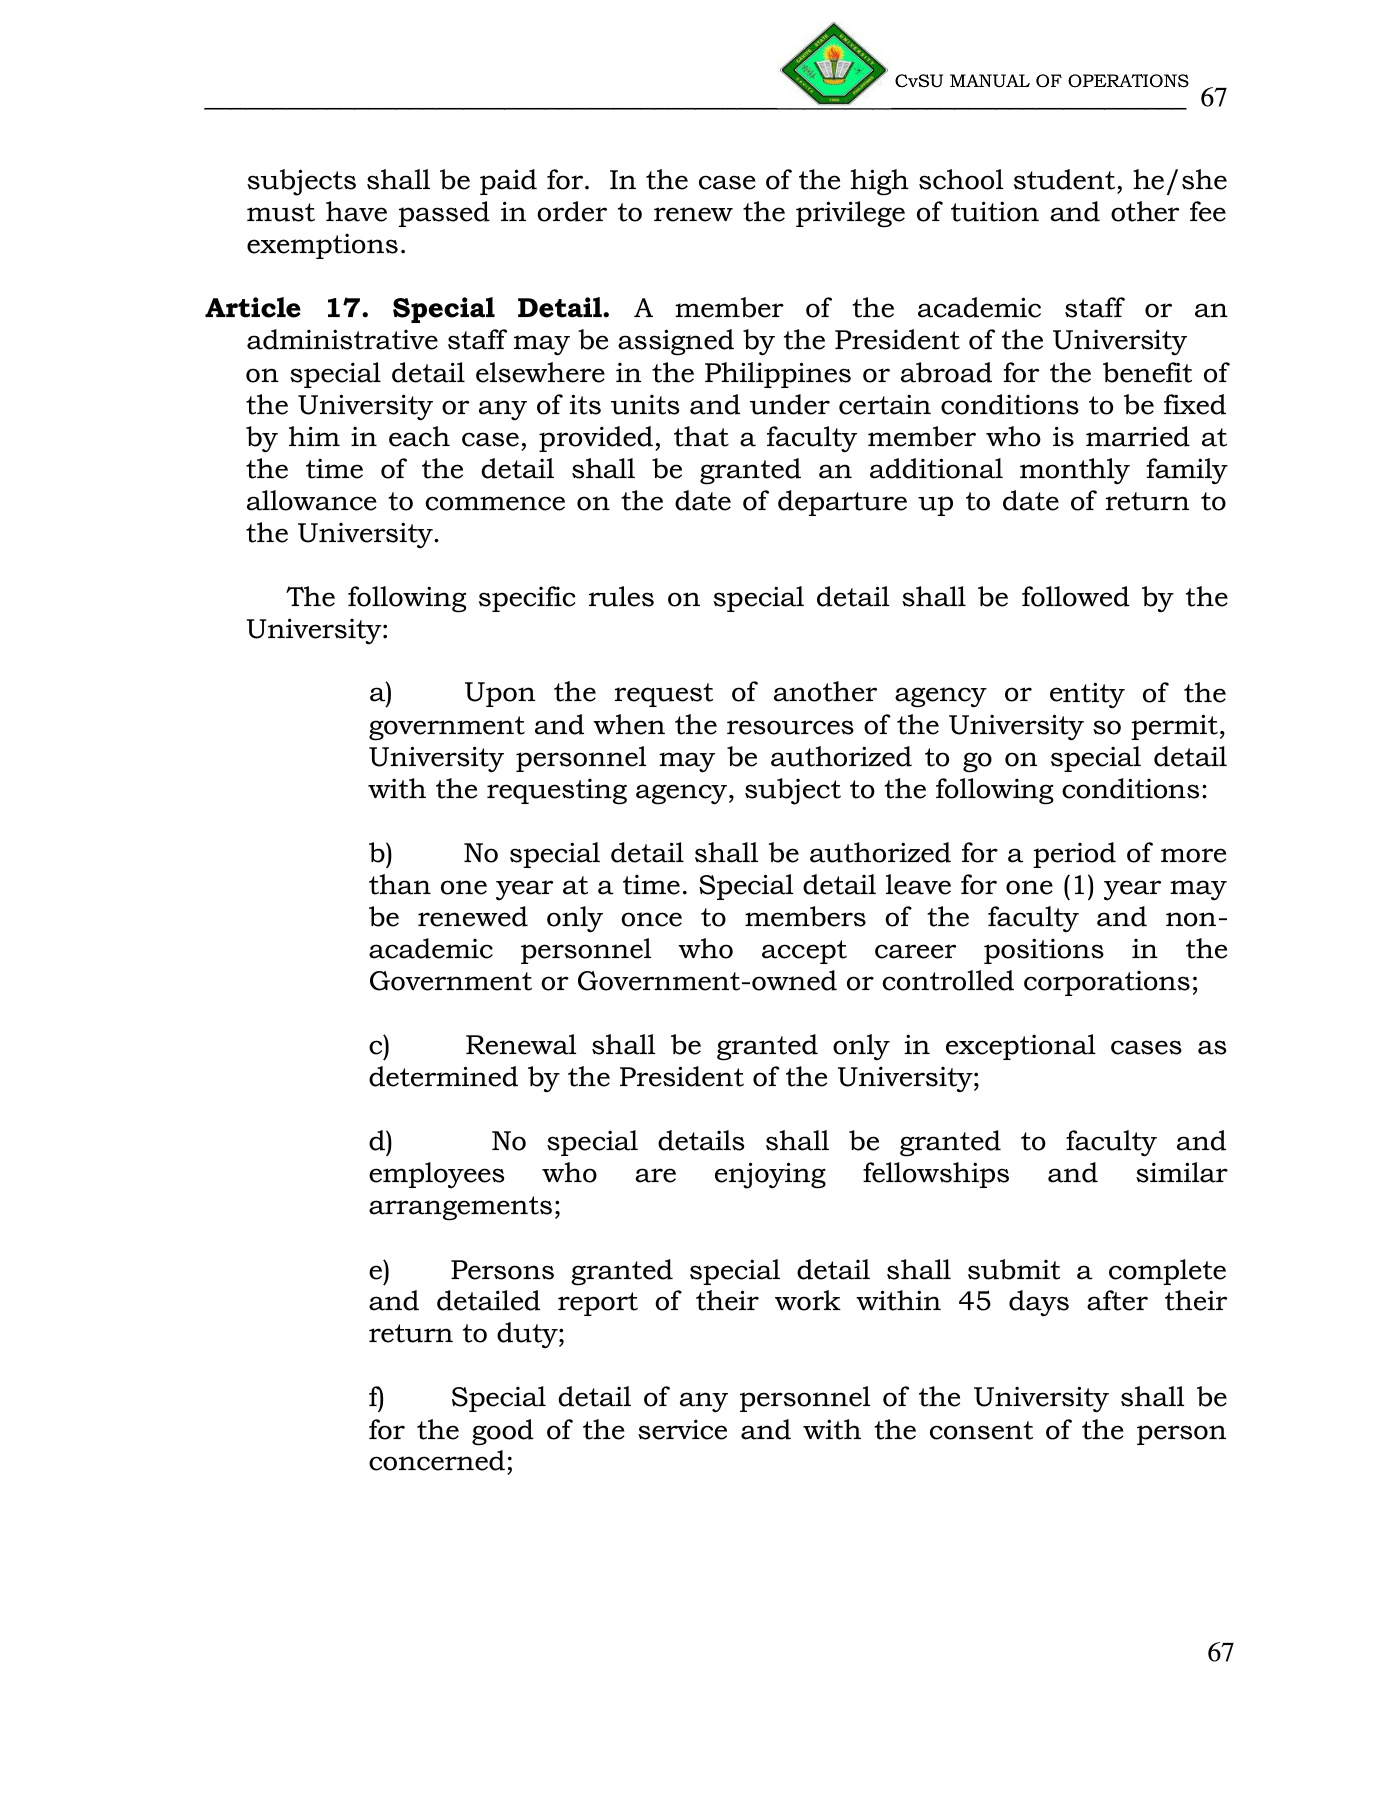 CvSU MANUAL OF OPERATIONS 67
subjects shall be paid for. In the case of the high school student, he/she
must have passed in order to renew the privilege of tuition and other fee
exemptions.
Article 17. Special Detail. A member of the academic staff or an
administrative staff may be assigned by the President of the University
on special detail elsewhere in the Philippines or abroad for the benefit of
the University or any of its units and under certain conditions to be fixed
by him in each case, provided, that a faculty member who is married at
the time of the detail shall be granted an additional monthly family
allowance to commence on the date of departure up to date of return to
the University.
The following specific rules on special detail shall be followed by the
University:
a) Upon the request of another agency or entity of the
government and when the resources of the University so permit,
University personnel may be authorized to go on special detail
with the requesting agency, subject to the following conditions:
b) No special detail shall be authorized for a period of more
than one year at a time. Special detail leave for one (1) year may
be renewed only once to members of the faculty and non-
academic personnel who accept career positions in the
Government or Government-owned or controlled corporations;
c) Renewal shall be granted only in exceptional cases as
determined by the President of the University;
d) No special details shall be granted to faculty and
employees who are enjoying fellowships and similar
arrangements;
e) Persons granted special detail shall submit a complete
and detailed report of their work within 45 days after their
return to duty;
f) Special detail of any personnel of the University shall be
for the good of the service and with the consent of the person
concerned;
67